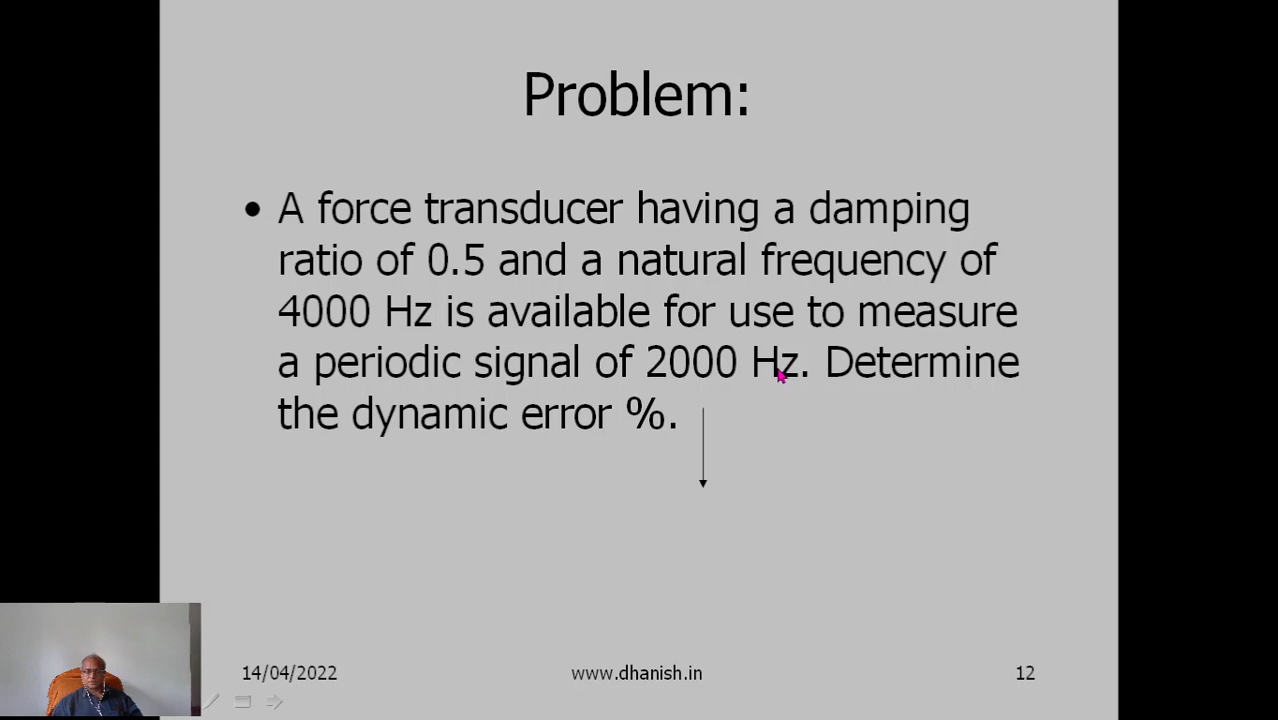 Problem:
• A force transducer having a damping
ratio of 0.5 and a natural frequency of
4000 Hz is available for use to measure
a periodic signal of 2000 Hz. Determine
the dynamic error %.
14/04/2022
www.dhanish.in
12